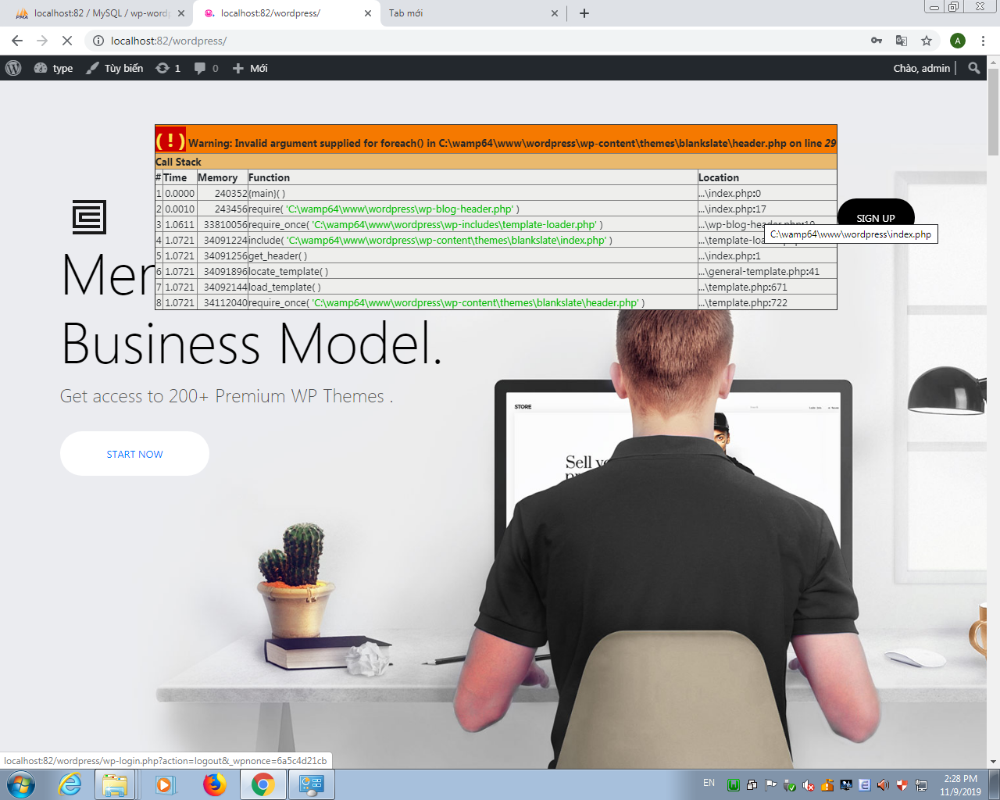 localhost:82 / MySQL / wp-wordp
localhost:82/wordpress/
Tab mới
localhost:82/wordpress/
A
type
Tùy biến
1
0
Mới
Chào, admin
( ! ) Warning: Invalid argument supplied for foreach() in C:\wamp64\www\wordpress\wp-content\themes\blankslate\header.php on line 29
Call Stack
# Time Memory Function Location
1 0.0000 240352 {main}( ) ...\index.php:0
2 0.0010 243456 require( 'C:\wamp64\www\wordpress\wp-blog-header.php' ) ...\index.php:17
3 1.0611 33810056 require_once( 'C:\wamp64\www\wordpress\wp-includes\template-loader.php' ) ...\wp-blog-header.php:19
4 1.0721 34091224 include( 'C:\wamp64\www\wordpress\wp-content\themes\blankslate\index.php' ) ...\template-loa
5 1.0721 34091256 get_header( ) ...\index.php:1
6 1.0721 34091896 locate_template( ) ...\general-template.php:41
7 1.0721 34092144 load_template( ) ...\template.php:671
8 1.0721 34112040 require_once( 'C:\wamp64\www\wordpress\wp-content\themes\blankslate\header.php' ) ...\template.php:722
SIGN UP
C:\wamp64\www\wordpress\index.php
Business Model.
Get access to 200+ Premium WP Themes .
START NOW
STORE
Sell
localhost:82/wordpress/wp-login.php?action=logout&_wpnonce=6a5c4d21cb
EN
2:28 PM
11/9/2019